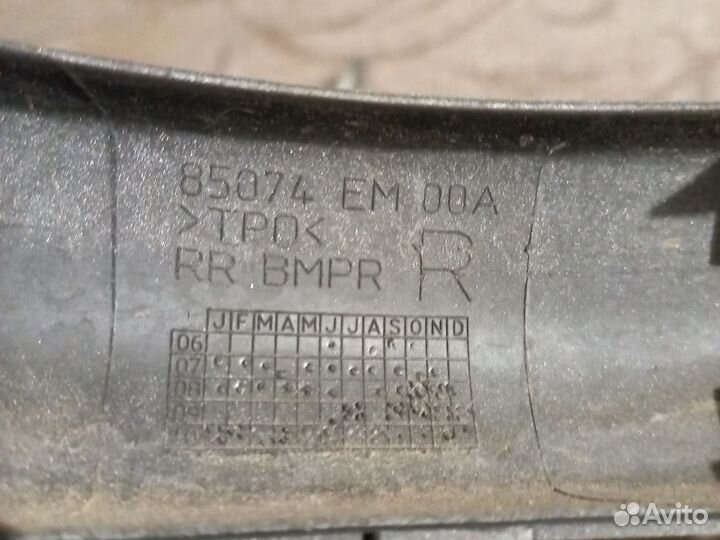 85074 EM 00A
>TPO<
RR BMPR R
J F M A M J J A S O N D
06
07
08
09
Avito